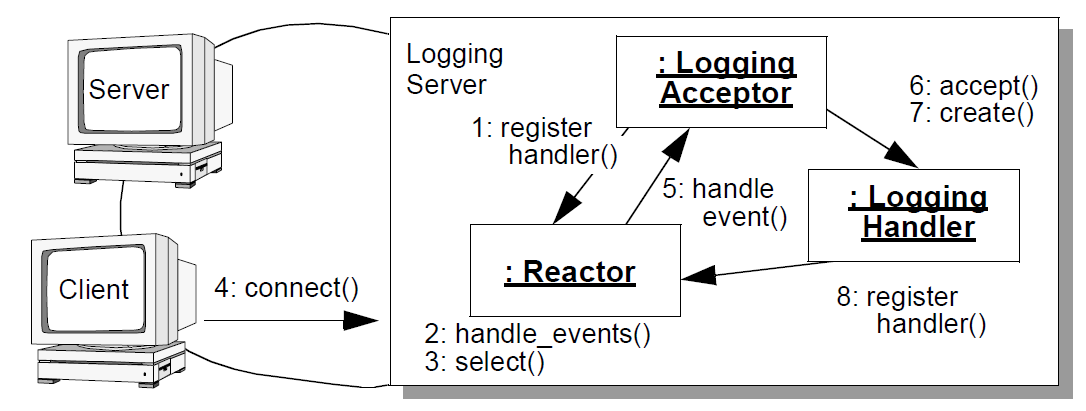 Server
Client
4: connect()
Logging
Server
: Logging
Acceptor
1: register
handler()
5: handle
event()
6: accept()
7: create()
: Logging
Handler
: Reactor
2: handle_events()
3: select()
8: register
handler()